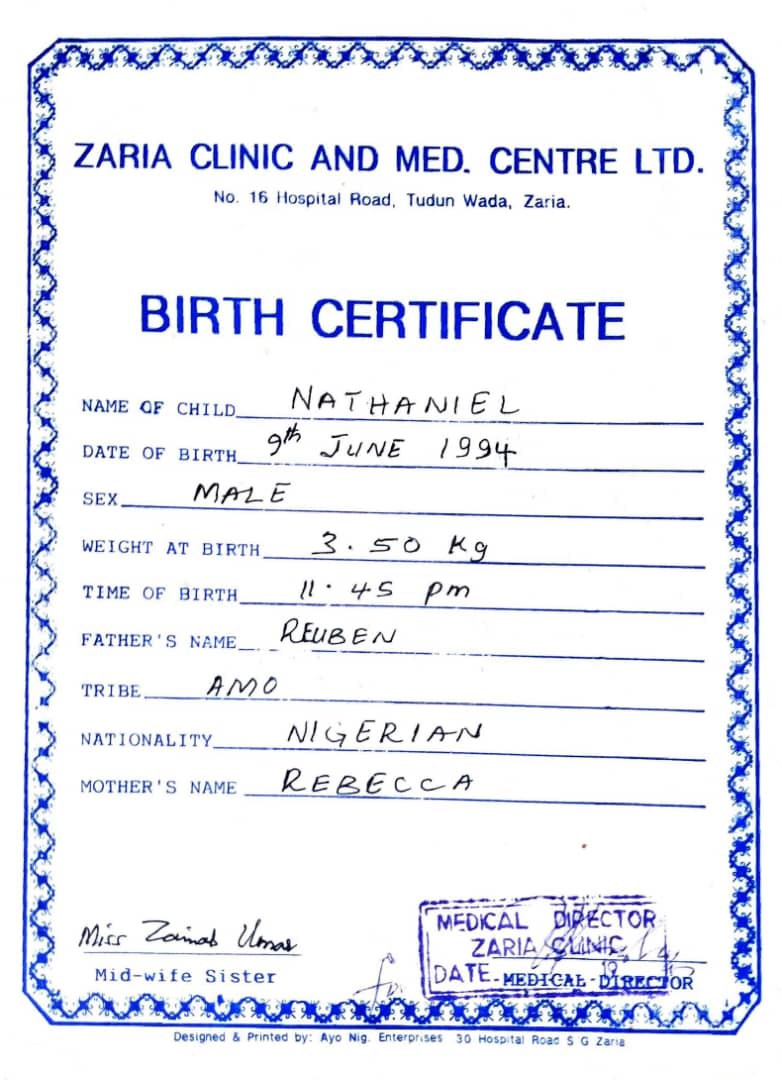 ZARIA CLINIC AND MED. CENTRE LTD.
No. 16 Hospital Road, Tudun Wada, Zaria.
BIRTH CERTIFICATE
NAME OF CHILD NATHANIEL
DATE OF BIRTH 9th JUNE 1994
SEX MALE
WEIGHT AT BIRTH 3.50 Kg
TIME OF BIRTH 11.45 pm
FATHER'S NAME REUBEN
TRIBE AMO
NATIONALITY NIGERIAN
MOTHER'S NAME REBECCA
Miss Zainab Umar
Mid-wife Sister
MEDICAL DIRECTOR
ZARIA CLINIC
DATE
MEDICAL DIRECTOR
Designed & Printed by: Ayo Nig. Enterprises 30 Hospital Road S G Zaria